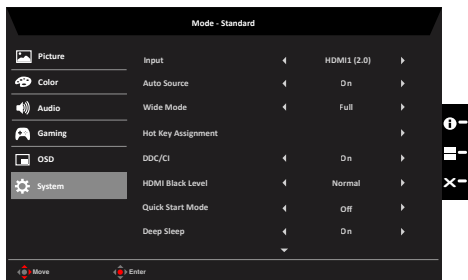 Mode - Standard
Picture
Color
Audio
Gaming
OSD
System
Input HDMI1 (2.0)
Auto Source On
Wide Mode Full
Hot Key Assignment
DDC/CI On
HDMI Black Level Normal
Quick Start Mode Off
Deep Sleep On
Move Enter